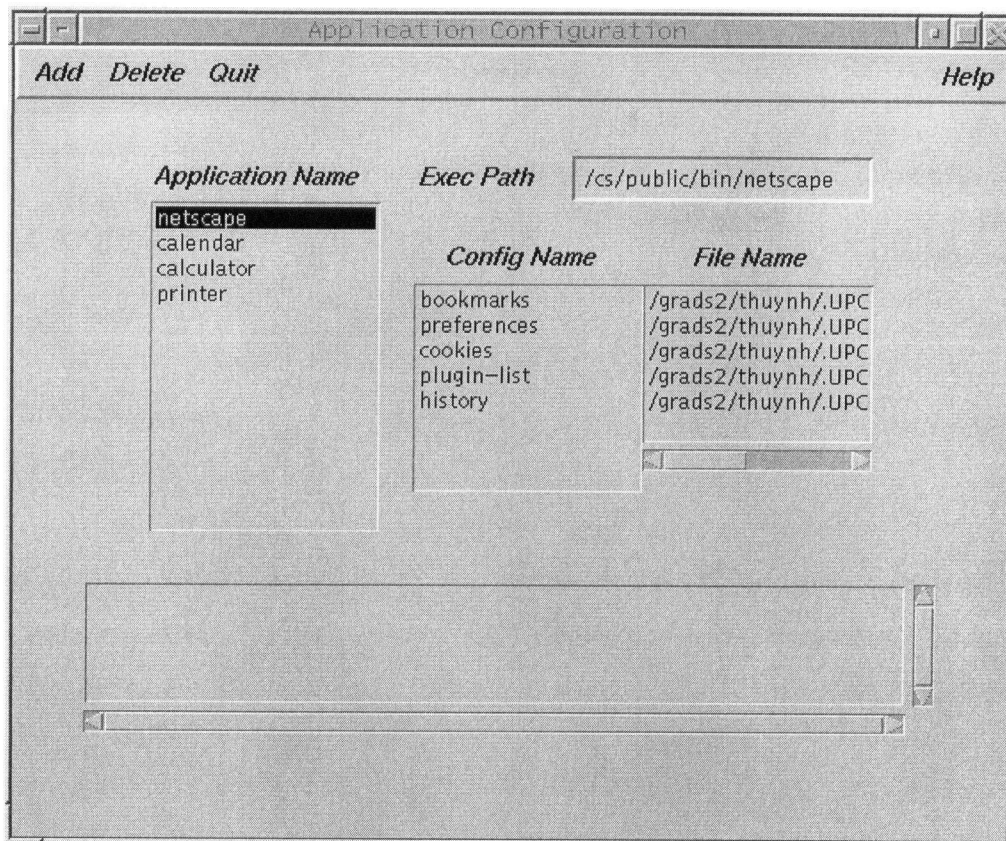 Application Configuration
Add Delete Quit Help
Application Name Exec Path /cs/public/bin/netscape
netscape
calendar
calculator
printer
Config Name File Name
bookmarks /grads2/thuynh/.UPC
preferences /grads2/thuynh/.UPC
cookies /grads2/thuynh/.UPC
plugin-list /grads2/thuynh/.UPC
history /grads2/thuynh/.UPC